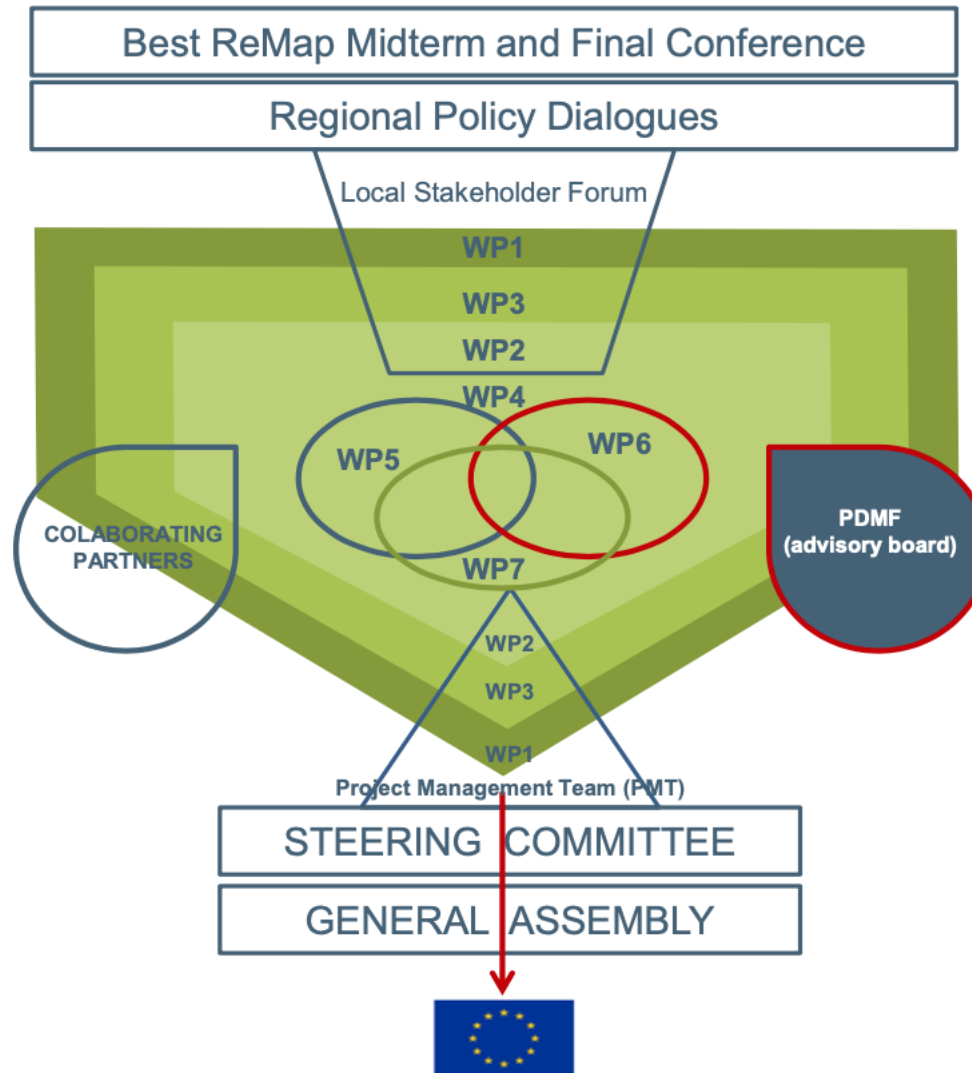 Best ReMap Midterm and Final Conference
Regional Policy Dialogues
Local Stakeholder Forum
WP1
WP3
WP2
WP4
WP5
WP6
COLABORATING
PARTNERS
PDMF
(advisory board)
WP7
WP2
WP3
WP1
Project Management Team (PMT)
STEERING COMMITTEE
GENERAL ASSEMBLY